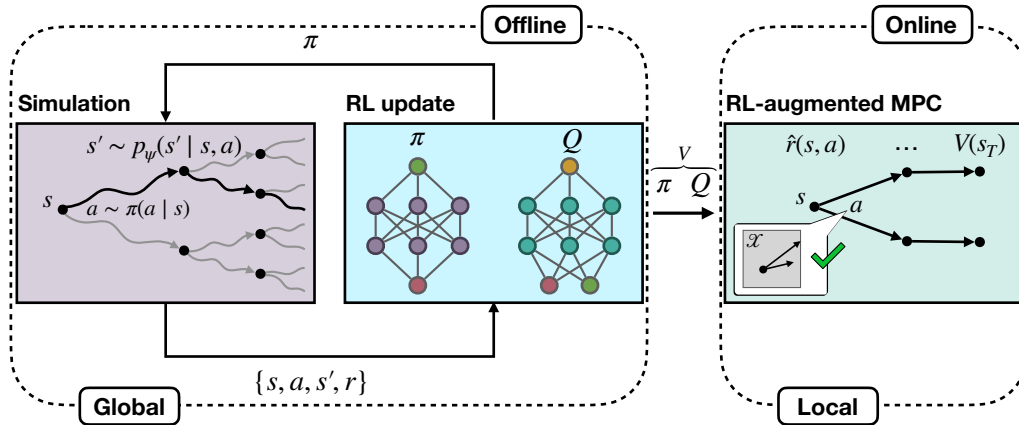 Offline
Online
π
Simulation
RL update
RL-augmented MPC
s′ ∼ p_ψ(s′ ∣ s, a)
s
a ∼ π(a ∣ s)
π
Q
V
π Q
r̂(s, a)
…
V(s_T)
s
a
𝒳
{s, a, s′, r}
Global
Local